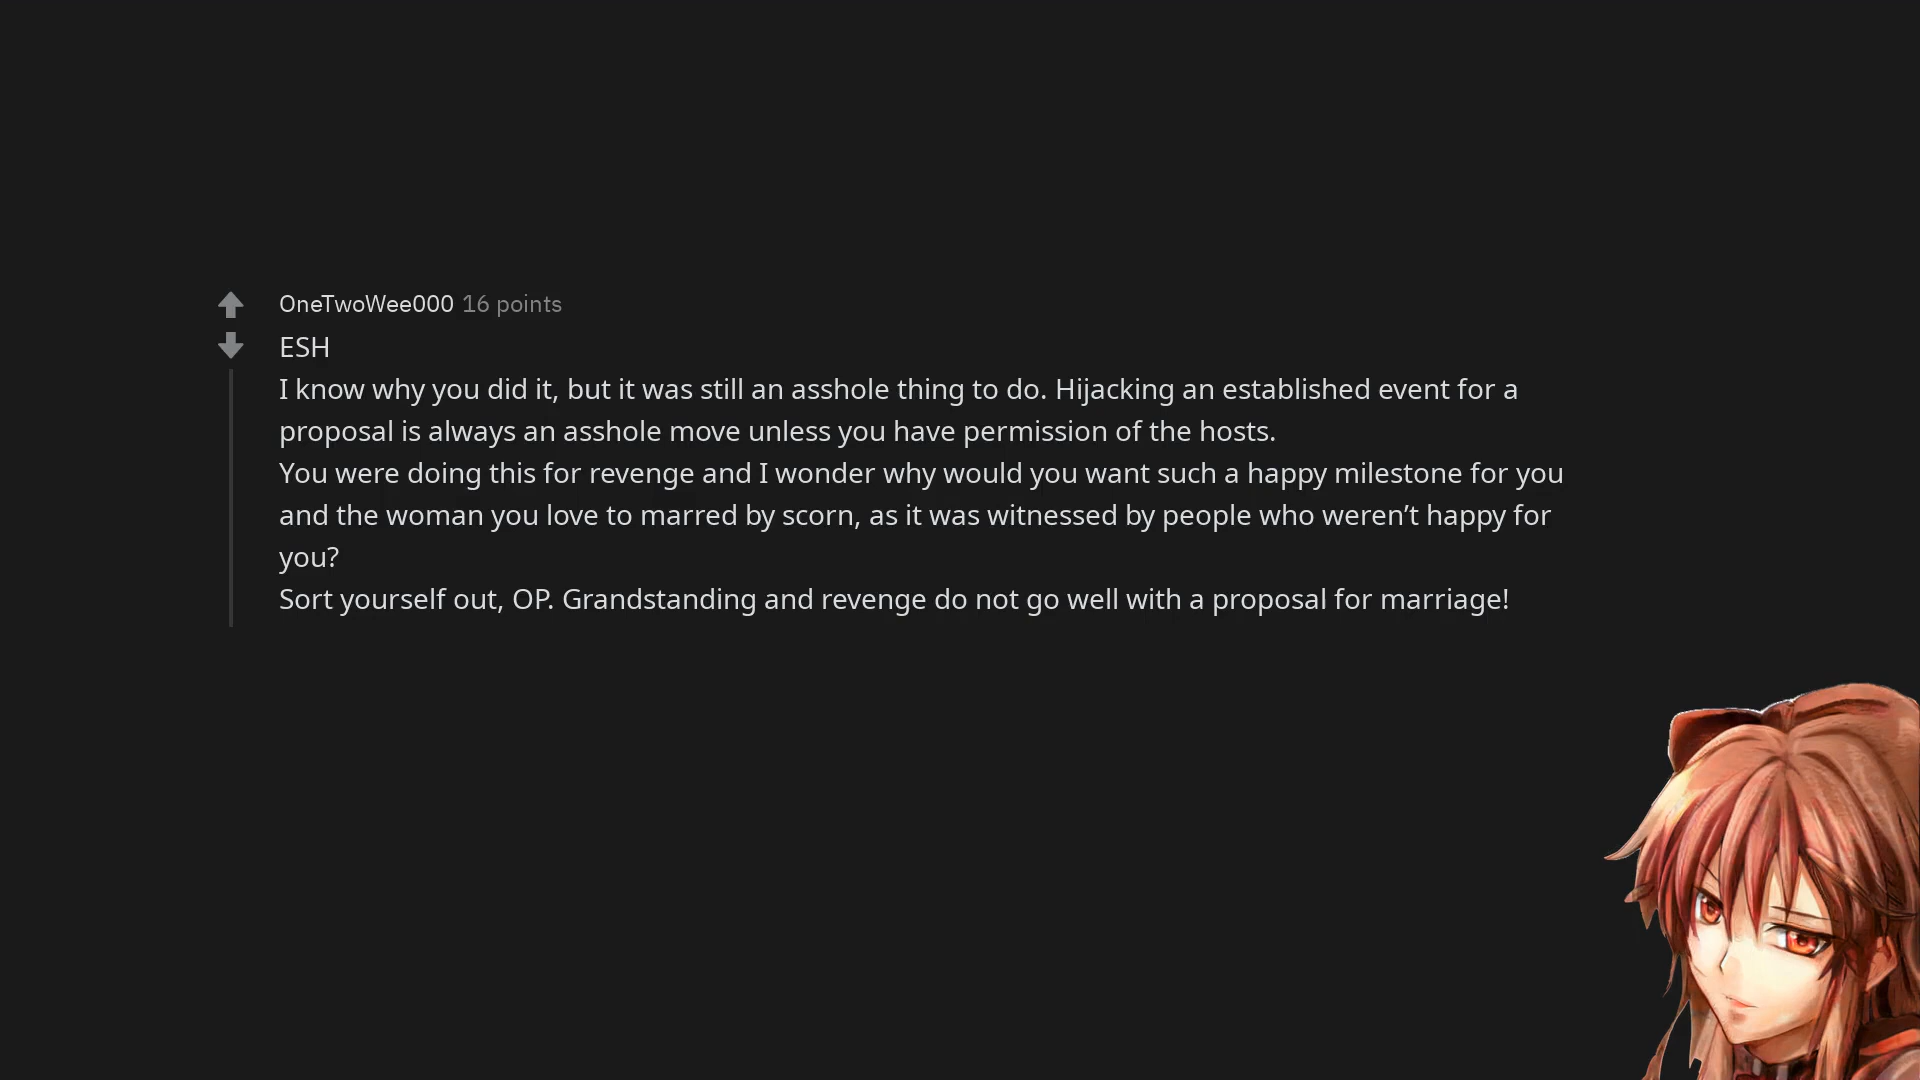 OneTwoWee000 16 points
ESH
I know why you did it, but it was still an asshole thing to do. Hijacking an established event for a
proposal is always an asshole move unless you have permission of the hosts.
You were doing this for revenge and I wonder why would you want such a happy milestone for you
and the woman you love to marred by scorn, as it was witnessed by people who weren’t happy for
you?
Sort yourself out, OP. Grandstanding and revenge do not go well with a proposal for marriage!